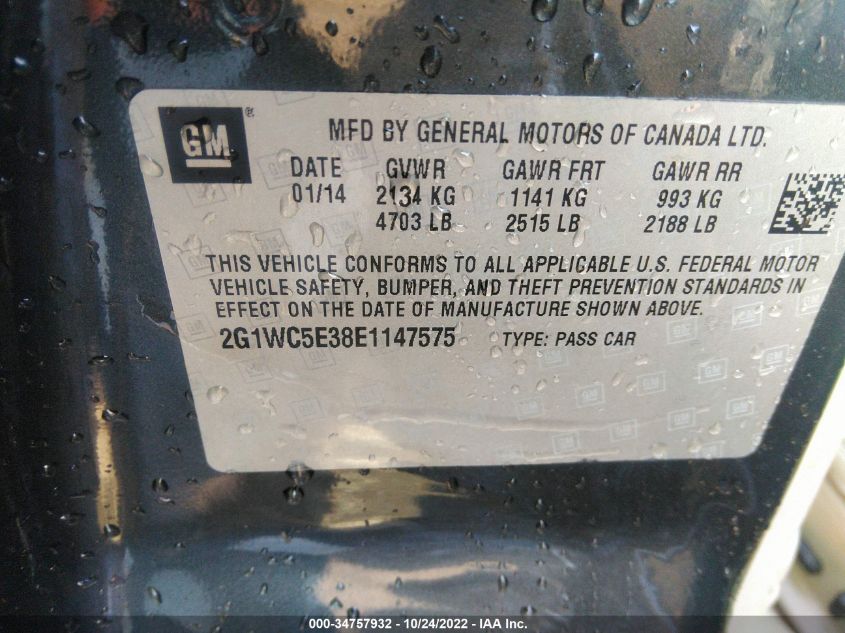 GM ®
MFD BY GENERAL MOTORS OF CANADA LTD.
DATE GVWR GAWR FRT GAWR RR
01/14 2134 KG 1141 KG 993 KG
4703 LB 2515 LB 2188 LB
THIS VEHICLE CONFORMS TO ALL APPLICABLE U.S. FEDERAL MOTOR
VEHICLE SAFETY, BUMPER, AND THEFT PREVENTION STANDARDS IN
EFFECT ON THE DATE OF MANUFACTURE SHOWN ABOVE.
2G1WC5E38E1147575 TYPE: PASS CAR
000-34757932 - 10/24/2022 - IAA Inc.